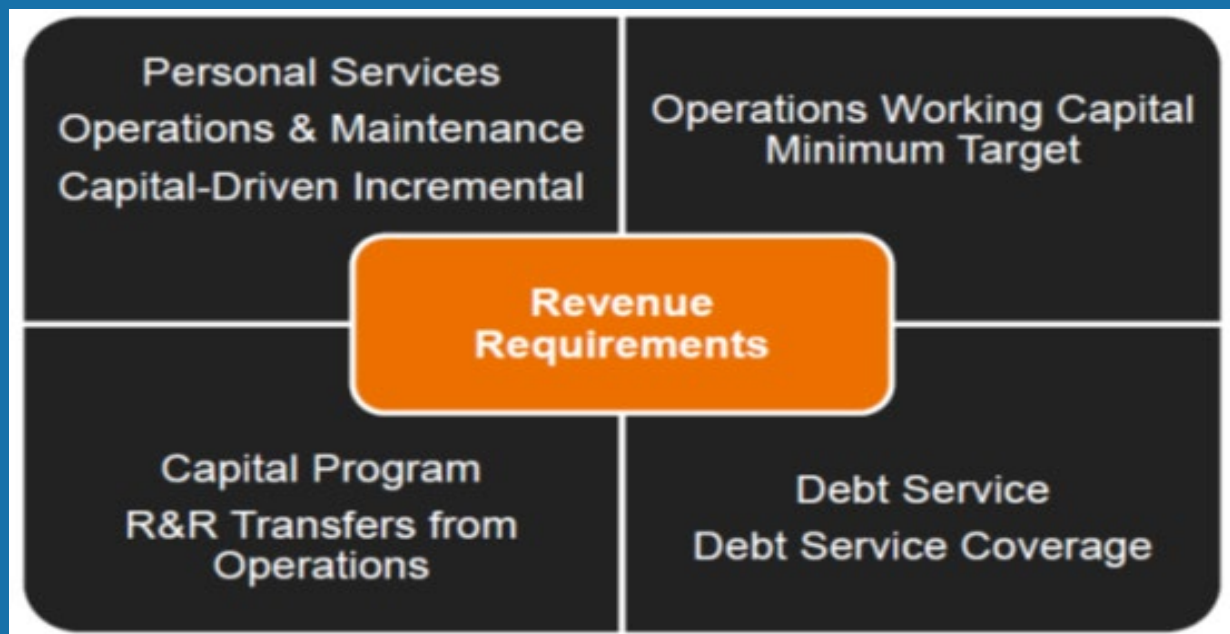 Personal Services
Operations & Maintenance
Capital-Driven Incremental
Operations Working Capital
Minimum Target
Revenue
Requirements
Capital Program
R&R Transfers from
Operations
Debt Service
Debt Service Coverage